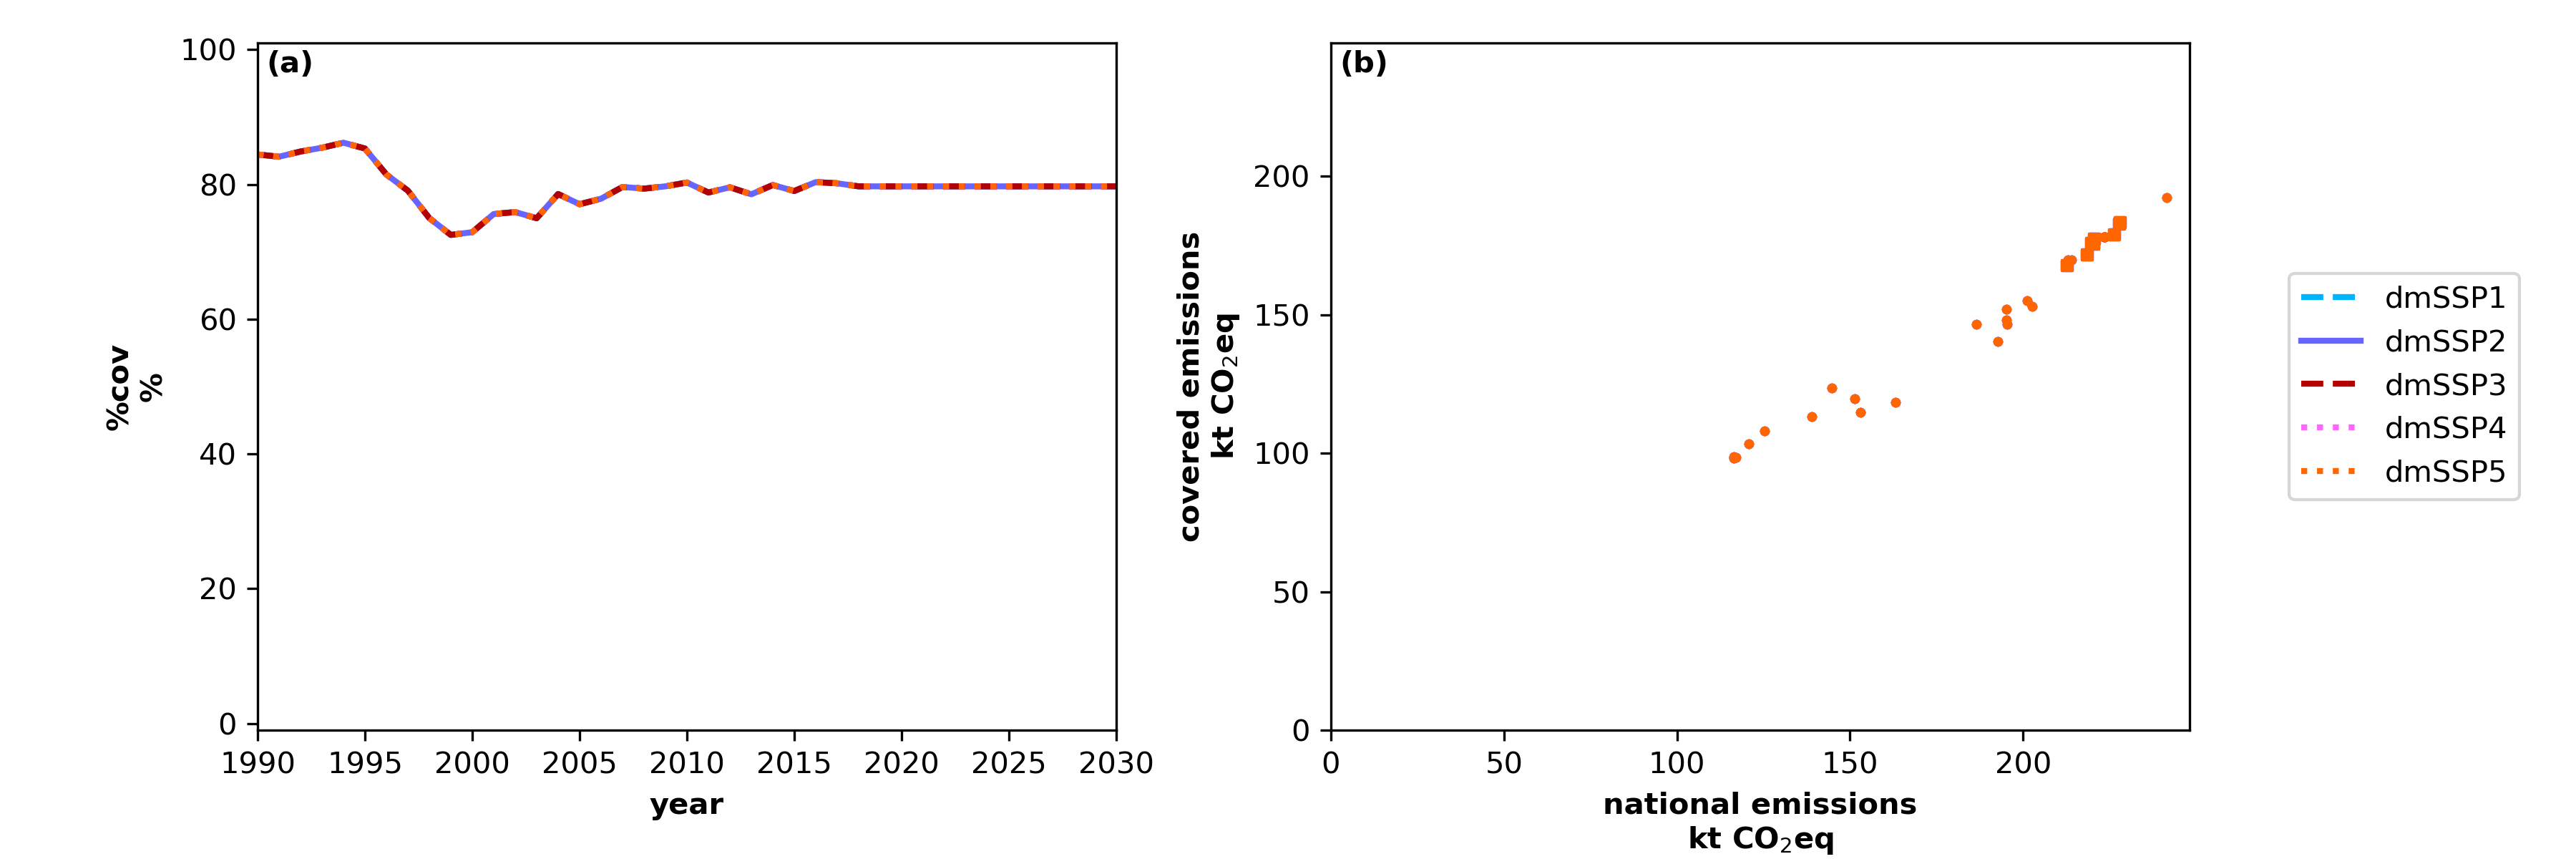 (a)
100
80
60
40
20
0
%cov
%
1990 1995 2000 2005 2010 2015 2020 2025 2030
year
(b)
200
150
100
50
0
covered emissions
kt CO₂eq
0 50 100 150 200
national emissions
kt CO₂eq
dmSSP1
dmSSP2
dmSSP3
dmSSP4
dmSSP5